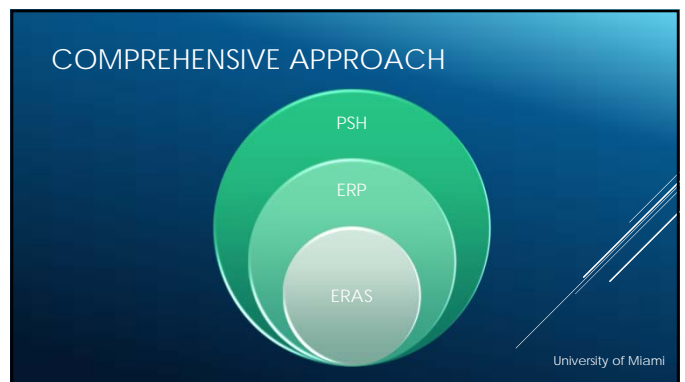 COMPREHENSIVE APPROACH
PSH
ERP
ERAS
University of Miami